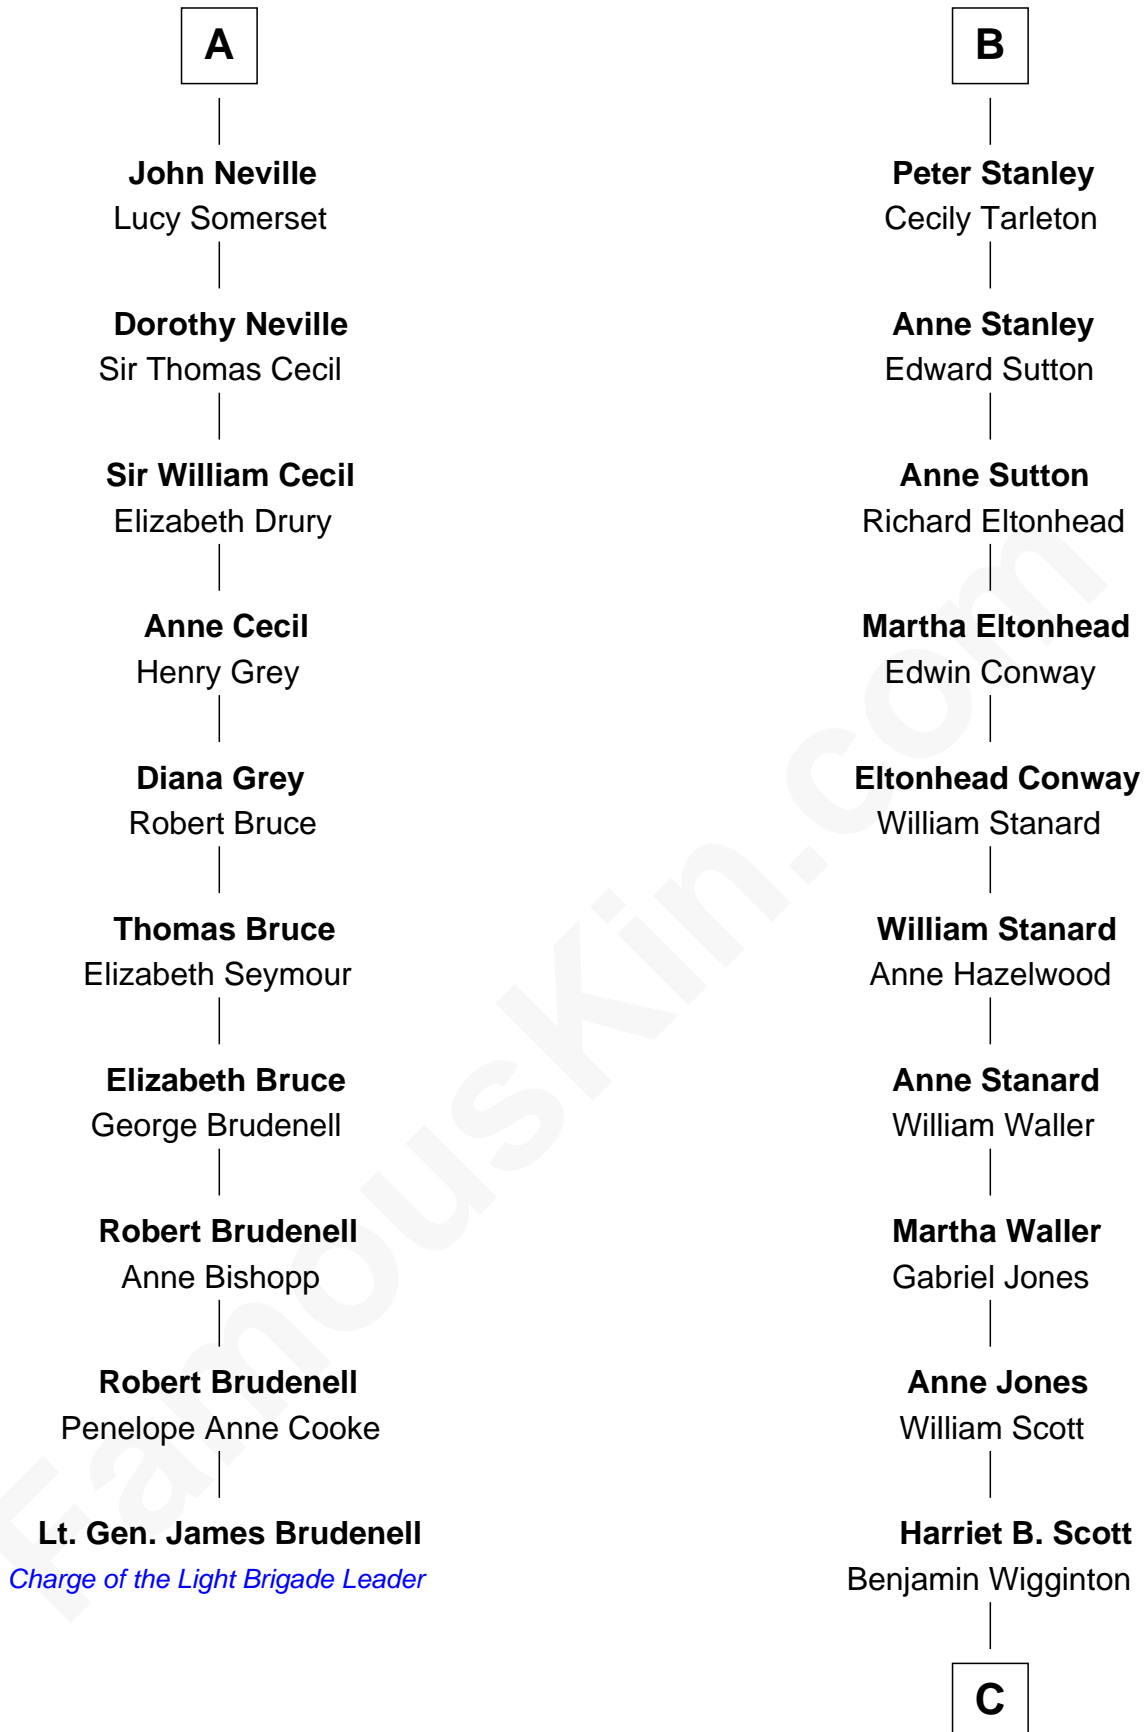 A
John Neville
Lucy Somerset
Dorothy Neville
Sir Thomas Cecil
Sir William Cecil
Elizabeth Drury
Anne Cecil
Henry Grey
Diana Grey
Robert Bruce
Thomas Bruce
Elizabeth Seymour
Elizabeth Bruce
George Brudenell
Robert Brudenell
Anne Bishopp
Robert Brudenell
Penelope Anne Cooke
Lt. Gen. James Brudenell
Charge of the Light Brigade Leader
B
Peter Stanley
Cecily Tarleton
Anne Stanley
Edward Sutton
Anne Sutton
Richard Eltonhead
Martha Eltonhead
Edwin Conway
Eltonhead Conway
William Stanard
William Stanard
Anne Hazelwood
Anne Stanard
William Waller
Martha Waller
Gabriel Jones
Anne Jones
William Scott
Harriet B. Scott
Benjamin Wigginton
C
FamousKin.com